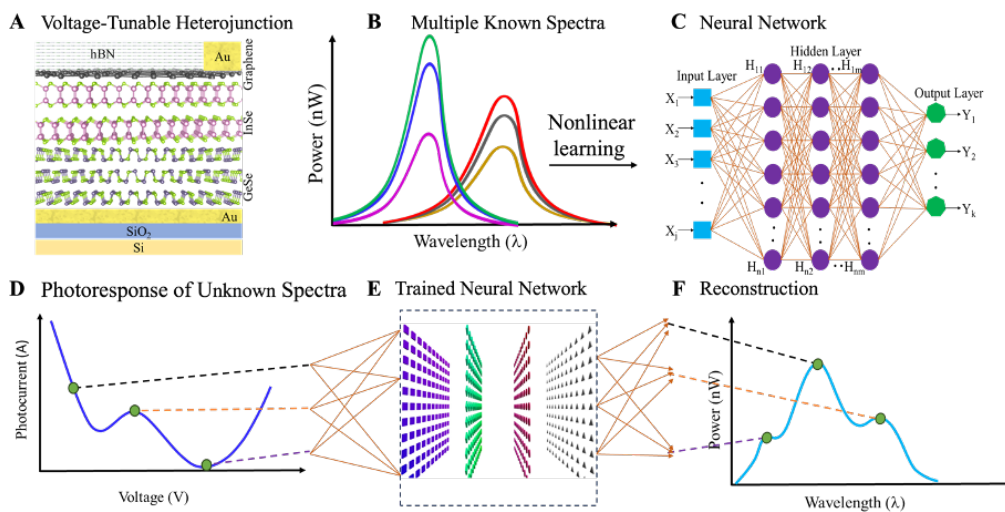 A Voltage-Tunable Heterojunction
hBN
Au
Graphene
InSe
GeSe
Au
SiO₂
Si
B Multiple Known Spectra
Power (nW)
Wavelength (λ)
Nonlinear
learning
C Neural Network
Hidden Layer
H₁₁ H₁₂ H₁ₘ
Input Layer
Output Layer
X₁
X₂
X₃
Xⱼ
Y₁
Y₂
Yₖ
Hₙ₁ Hₙ₂ Hₙₘ
D Photoresponse of Unknown Spectra
Photocurrent (A)
Voltage (V)
E Trained Neural Network
F Reconstruction
Power (nW)
Wavelength (λ)